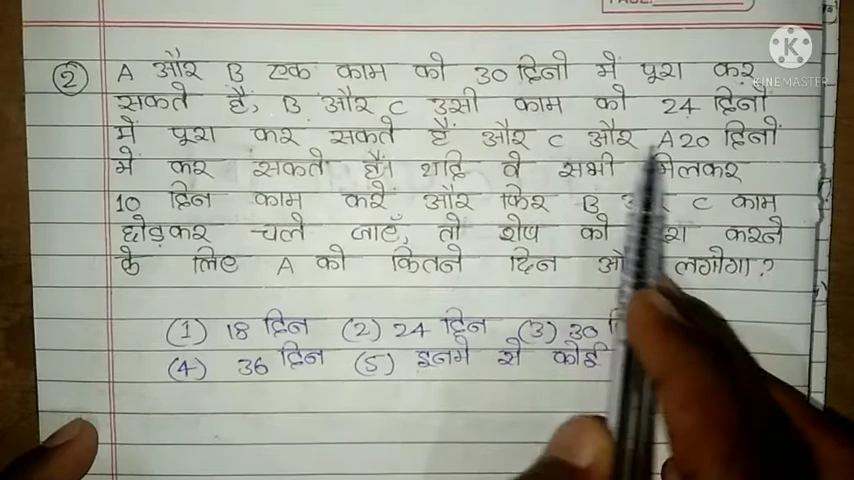 ② A और B एक काम को 30 दिनो में पूरा कर
सकते हैं, B और C उसी काम को 24 दिनो
में पूरा कर सकते हैं और C और A 20 दिनों
में कर सकते हैं। यदि वे सभी मिलकर
10 दिन काम करें और फिर B C काम
छोड़कर चले जाएँ, तो शेष को करने
के लिए A को कितने दिन लगेगा?
(1) 18 दिन (2) 24 दिन (3) 30
(4) 36 दिन (5) इनमे से कोई
KINEMASTER